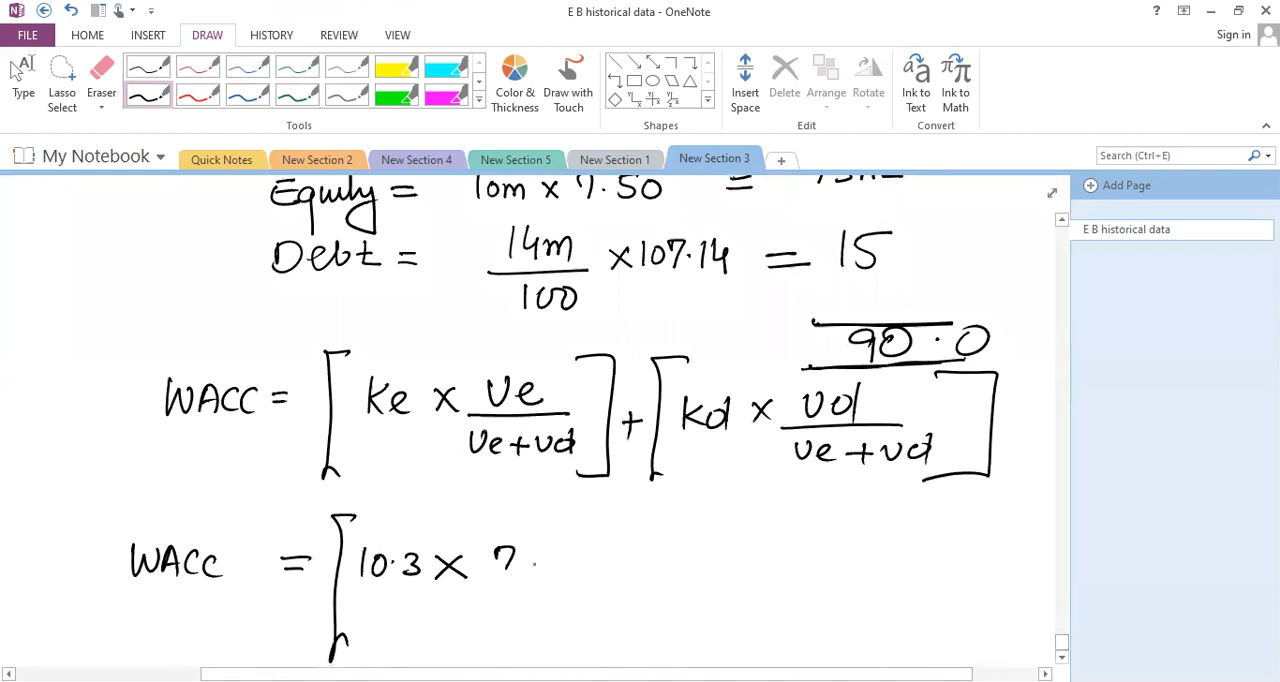 E B historical data - OneNote
Sign in
FILE HOME INSERT DRAW HISTORY REVIEW VIEW
Type Lasso Select Eraser Color & Thickness Draw with Touch Insert Space Delete Arrange Rotate Ink to Text Ink to Math
Tools Shapes Edit Convert
My Notebook Quick Notes New Section 2 New Section 4 New Section 5 New Section 1 New Section 3 Search (Ctrl+E)
Add Page
E B historical data
Equity = 10m × 7.50 =
Debt = 14m/100 × 107.14 = 15
90.0
WACC = [ Ke × Ve/Ve+Vd ] + [ Kd × Vd/Ve+Vd ]
WACC = [ 10.3 × 7